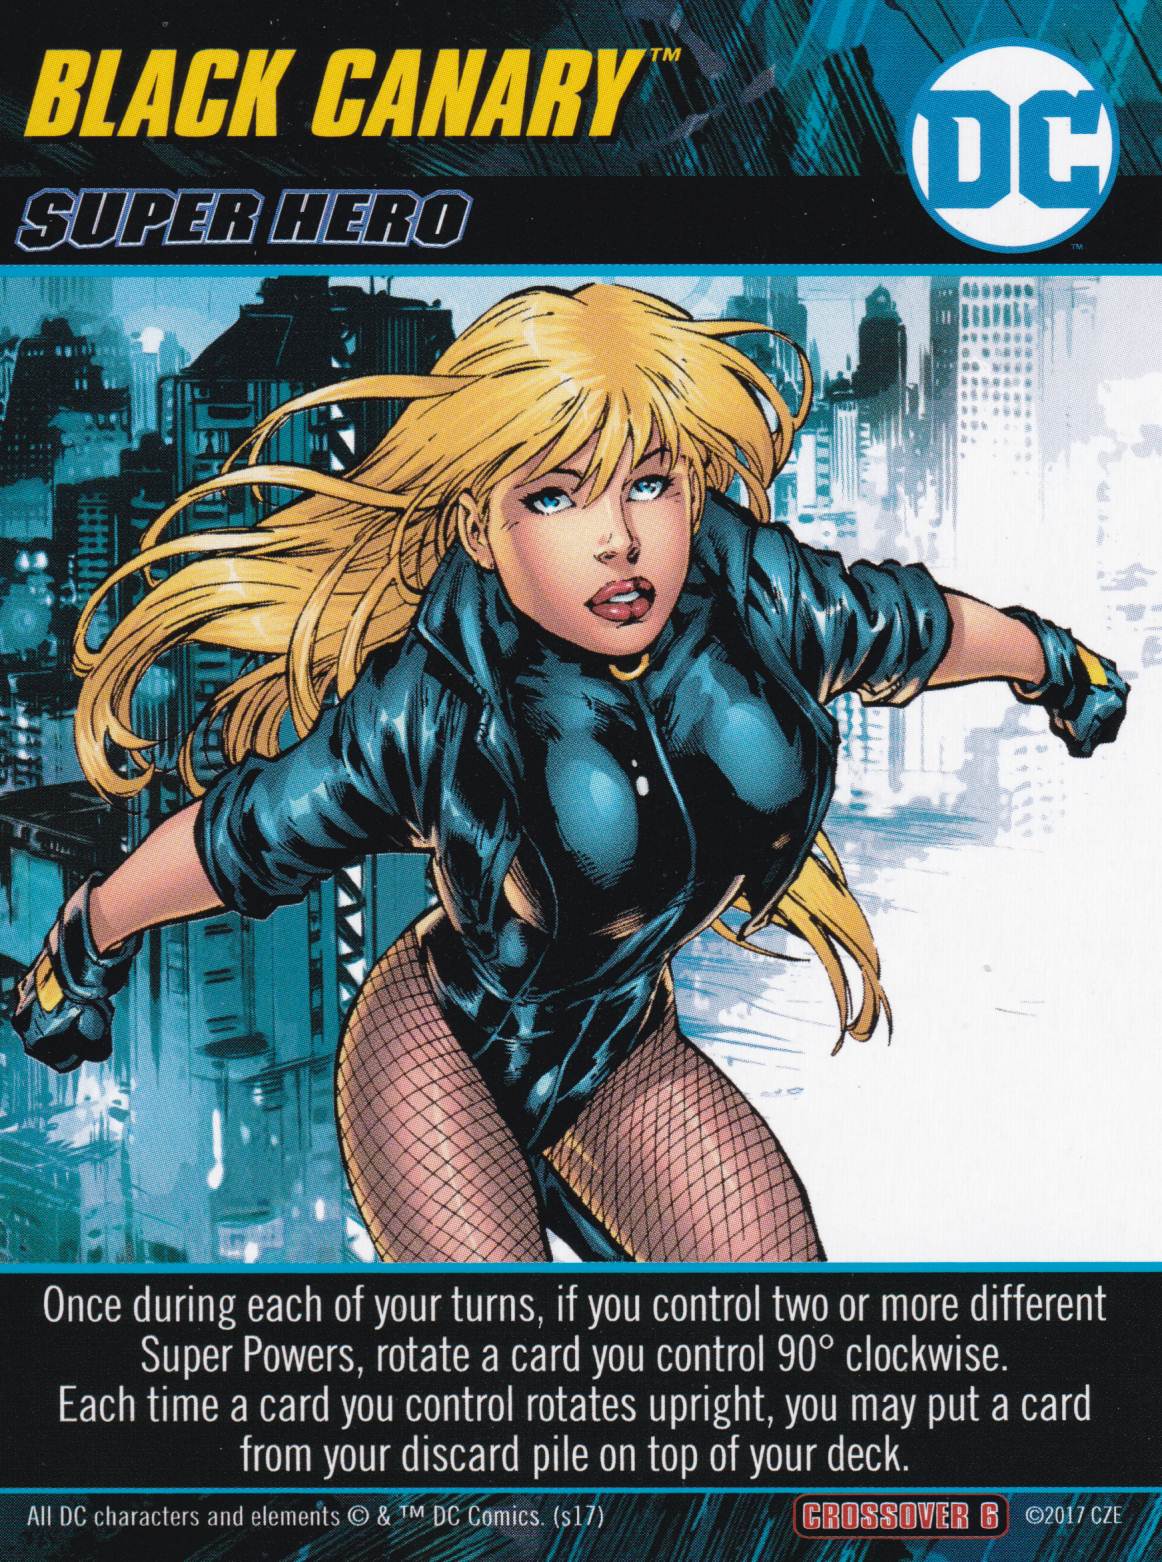 BLACK CANARY™
DC™
SUPER HERO
Once during each of your turns, if you control two or more different
Super Powers, rotate a card you control 90° clockwise.
Each time a card you control rotates upright, you may put a card
from your discard pile on top of your deck.
All DC characters and elements © & ™ DC Comics. (s17)
CROSSOVER 6
©2017 CZE